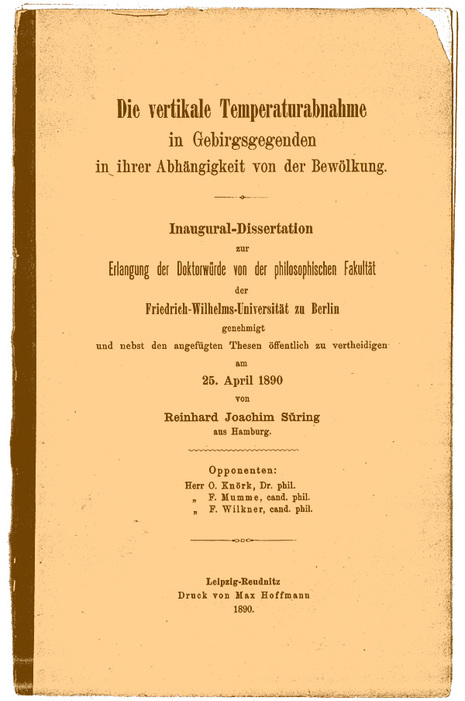 Die vertikale Temperaturabnahme
in Gebirgsgegenden
in ihrer Abhängigkeit von der Bewölkung.
Inaugural-Dissertation
zur
Erlangung der Doktorwürde von der philosophischen Fakultät
der
Friedrich-Wilhelms-Universität zu Berlin
genehmigt
und nebst den angefügten Thesen öffentlich zu vertheidigen
am
25. April 1890
von
Reinhard Joachim Süring
aus Hamburg.
Opponenten:
Herr O. Knörk, Dr. phil.
„ F. Mumme, cand. phil.
„ F. Wilkner, cand. phil.
Leipzig-Reudnitz
Druck von Max Hoffmann
1890.